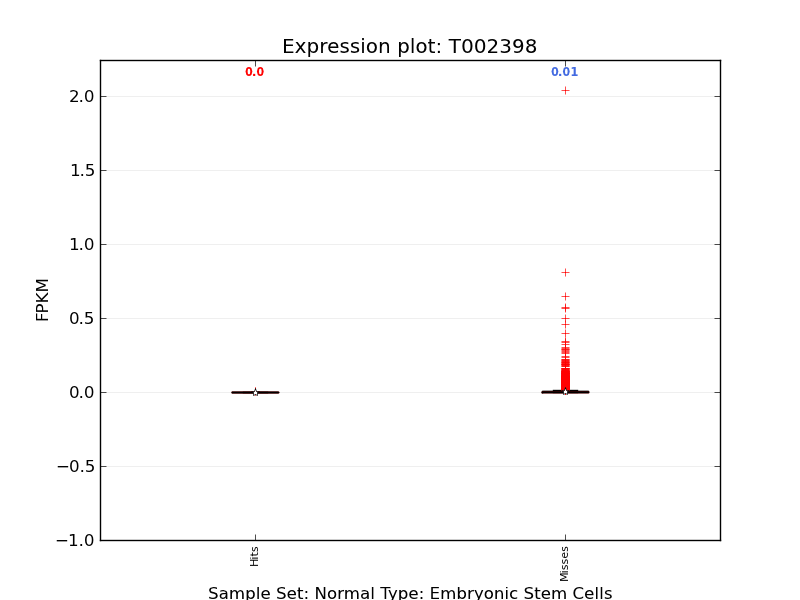 Expression plot: T002398
0.0
0.01
2.0
1.5
1.0
0.5
0.0
−0.5
−1.0
FPKM
Hits
Misses
Sample Set: Normal Type: Embryonic Stem Cells